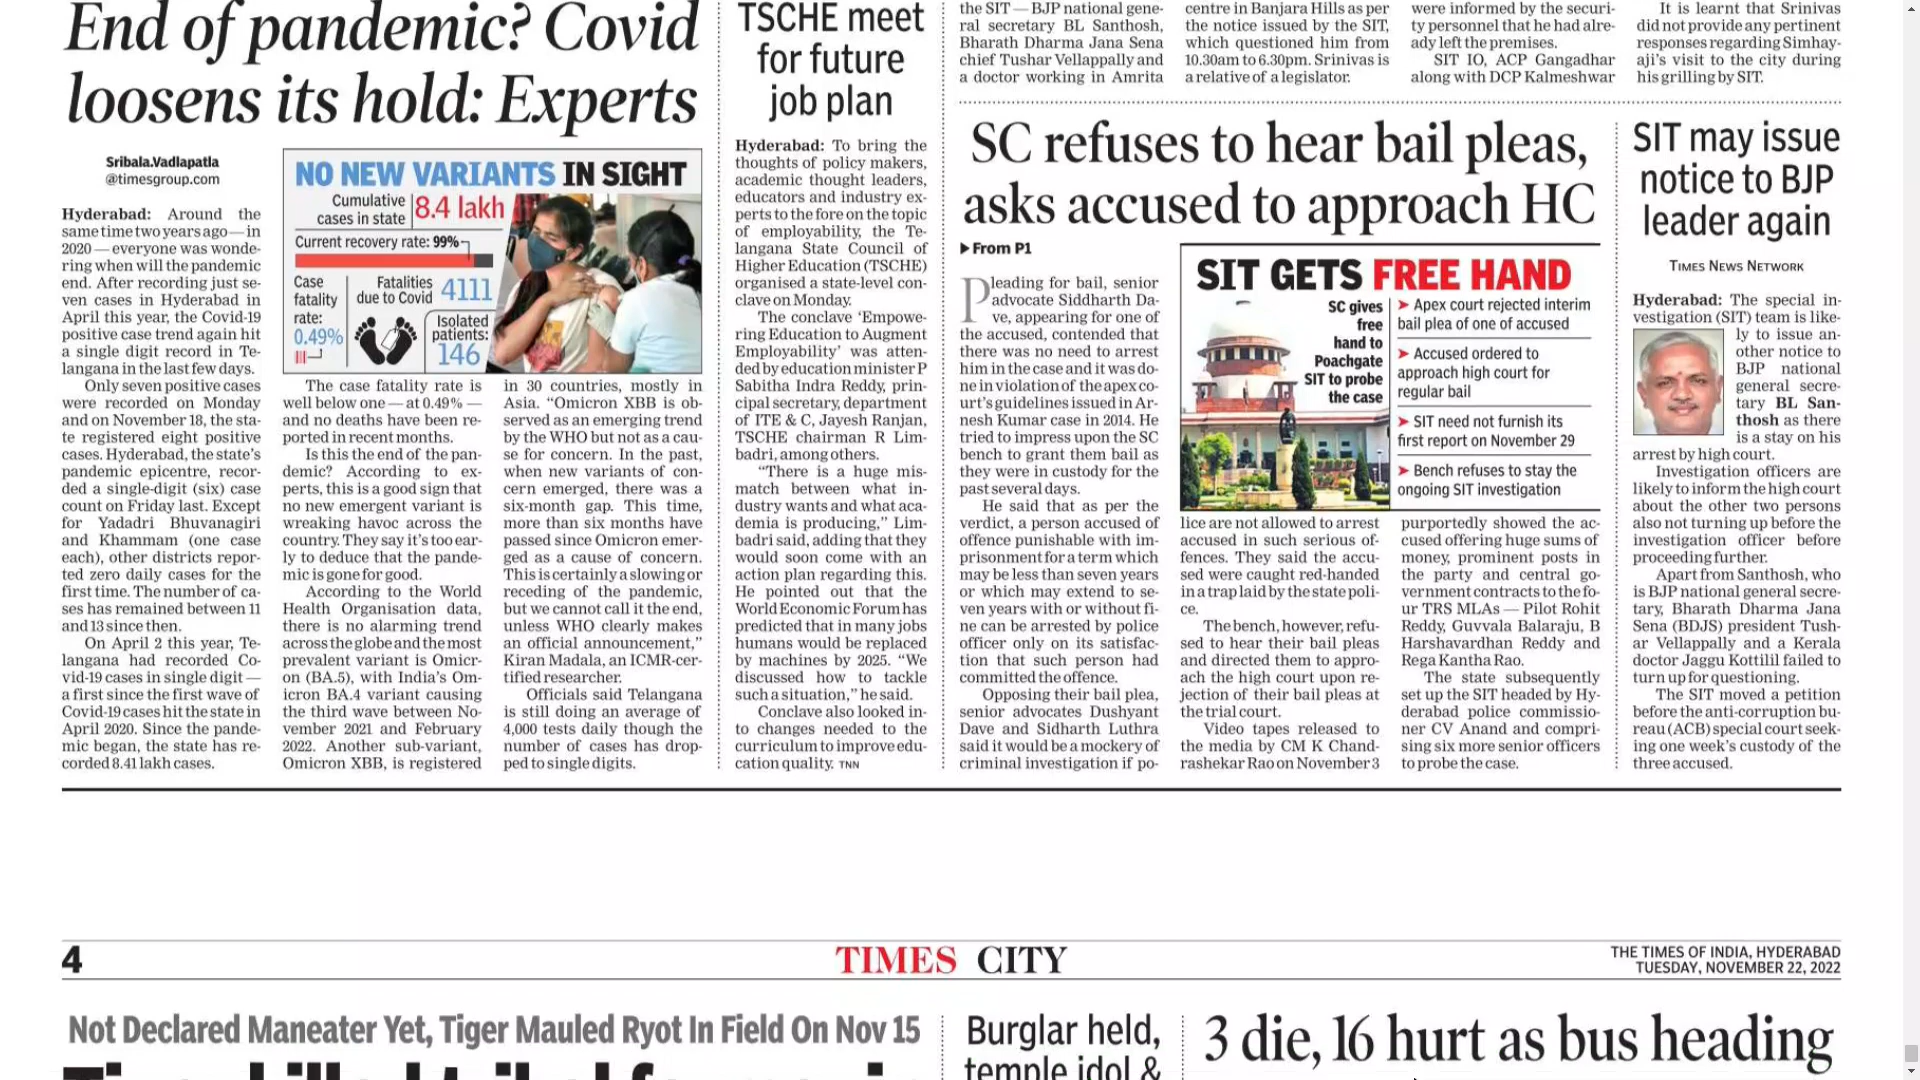 End of pandemic? Covid
loosens its hold: Experts
Sribala.Vadlapatla
@timesgroup.com
Hyderabad: Around the
same time two years ago — in
2020 — everyone was wonde-
ring when will the pandemic
end. After recording just se-
ven cases in Hyderabad in
April this year, the Covid-19
positive case trend again hit
a single digit record in Te-
langana in the last few days.
Only seven positive cases
were recorded on Monday
and on November 18, the sta-
te registered eight positive
cases. Hyderabad, the state's
pandemic epicentre, recor-
ded a single-digit (six) case
count on Friday last. Except
for Yadadri Bhuvanagiri
and Khammam (one case
each), other districts repor-
ted zero daily cases for the
first time. The number of ca-
ses has remained between 11
and 13 since then.
On April 2 this year, Te-
langana had recorded Co-
vid-19 cases in single digit —
a first since the first wave of
Covid-19 cases hit the state in
April 2020. Since the pande-
mic began, the state has re-
corded 8.41 lakh cases.
NO NEW VARIANTS IN SIGHT
Cumulative
cases in state
8.4 lakh
Current recovery rate: 99%
Case
fatality
rate:
0.49%
Fatalities
due to Covid
4111
Isolated
patients:
146
The case fatality rate is
well below one — at 0.49% —
and no deaths have been re-
ported in recent months.
Is this the end of the pan-
demic? According to ex-
perts, this is a good sign that
no new emergent variant is
wreaking havoc across the
country. They say it's too ear-
ly to deduce that the pande-
mic is gone for good.
According to the World
Health Organisation data,
there is no alarming trend
across the globe and the most
prevalent variant is Omicr-
on (BA.5), with India's Om-
icron BA.4 variant causing
the third wave between No-
vember 2021 and February
2022. Another sub-variant,
Omicron XBB, is registered
in 30 countries, mostly in
Asia. "Omicron XBB is ob-
served as an emerging trend
by the WHO but not as a cau-
se for concern. In the past,
when new variants of con-
cern emerged, there was a
six-month gap. This time,
more than six months have
passed since Omicron emer-
ged as a cause of concern.
This is certainly a slowing or
receding of the pandemic,
but we cannot call it the end,
unless WHO clearly makes
an official announcement,"
Kiran Madala, an ICMR-cer-
tified researcher.
Officials said Telangana
is still doing an average of
4,000 tests daily though the
number of cases has drop-
ped to single digits.
TSCHE meet
for future
job plan
Hyderabad: To bring the
thoughts of policy makers,
academic thought leaders,
educators and industry ex-
perts to the fore on the topic
of employability, the Te-
langana State Council of
Higher Education (TSCHE)
organised a state-level con-
clave on Monday.
The conclave 'Empowe-
ring Education to Augment
Employability' was atten-
ded by education minister P
Sabitha Indra Reddy, prin-
cipal secretary, department
of ITE & C, Jayesh Ranjan,
TSCHE chairman R Lim-
badri, among others.
"There is a huge mis-
match between what in-
dustry wants and what aca-
demia is producing," Lim-
badri said, adding that they
would soon come with an
action plan regarding this.
He pointed out that the
World Economic Forum has
predicted that in many jobs
humans would be replaced
by machines by 2025. "We
discussed how to tackle
such a situation," he said.
Conclave also looked in-
to changes needed to the
curriculum to improve edu-
cation quality. TNN
the SIT — BJP national gene-
ral secretary BL Santhosh,
Bharath Dharma Jana Sena
chief Tushar Vellappally and
a doctor working in Amrita
centre in Banjara Hills as per
the notice issued by the SIT,
which questioned him from
10.30am to 6.30pm. Srinivas is
a relative of a legislator.
were informed by the securi-
ty personnel that he had alre-
ady left the premises.
SIT IO, ACP Gangadhar
along with DCP Kalmeshwar
It is learnt that Srinivas
did not provide any pertinent
responses regarding Simhay-
aji's visit to the city during
his grilling by SIT.
SC refuses to hear bail pleas,
asks accused to approach HC
▶From P1
Pleading for bail, senior
advocate Siddharth Da-
ve, appearing for one of
the accused, contended that
there was no need to arrest
him in the case and it was do-
ne in violation of the apex co-
urt's guidelines issued in Ar-
nesh Kumar case in 2014. He
tried to impress upon the SC
bench to grant them bail as
they were in custody for the
past several days.
He said that as per the
verdict, a person accused of
offence punishable with im-
prisonment for a term which
may be less than seven years
or which may extend to se-
ven years with or without fi-
ne can be arrested by police
officer only on its satisfac-
tion that such person had
committed the offence.
Opposing their bail plea,
senior advocates Dushyant
Dave and Sidharth Luthra
said it would be a mockery of
criminal investigation if po-
SIT GETS FREE HAND
SC gives
free
hand to
Poachgate
SIT to probe
the case
➤ Apex court rejected interim
bail plea of one of accused
➤ Accused ordered to
approach high court for
regular bail
➤ SIT need not furnish its
first report on November 29
➤ Bench refuses to stay the
ongoing SIT investigation
lice are not allowed to arrest
accused in such serious of-
fences. They said the accu-
sed were caught red-handed
in a trap laid by the state poli-
ce.
The bench, however, refu-
sed to hear their bail pleas
and directed them to appro-
ach the high court upon re-
jection of their bail pleas at
the trial court.
Video tapes released to
the media by CM K Chand-
rashekar Rao on November 3
purportedly showed the ac-
cused offering huge sums of
money, prominent posts in
the party and central go-
vernment contracts to the fo-
ur TRS MLAs — Pilot Rohit
Reddy, Guvvala Balaraju, B
Harshavardhan Reddy and
Rega Kantha Rao.
The state subsequently
set up the SIT headed by Hy-
derabad police commissio-
ner CV Anand and compri-
sing six more senior officers
to probe the case.
SIT may issue
notice to BJP
leader again
TIMES NEWS NETWORK
Hyderabad: The special in-
vestigation (SIT) team is like-
ly to issue an-
other notice to
BJP national
general secre-
tary BL San-
thosh as there
is a stay on his
arrest by high court.
Investigation officers are
likely to inform the high court
about the other two persons
also not turning up before the
investigation officer before
proceeding further.
Apart from Santhosh, who
is BJP national general secre-
tary, Bharath Dharma Jana
Sena (BDJS) president Tush-
ar Vellappally and a Kerala
doctor Jaggu Kottilil failed to
turn up for questioning.
The SIT moved a petition
before the anti-corruption bu-
reau (ACB) special court seek-
ing one week's custody of the
three accused.
4
TIMES CITY
THE TIMES OF INDIA, HYDERABAD
TUESDAY, NOVEMBER 22, 2022
Not Declared Maneater Yet, Tiger Mauled Ryot In Field On Nov 15
Burglar held,
temple idol &
3 die, 16 hurt as bus heading